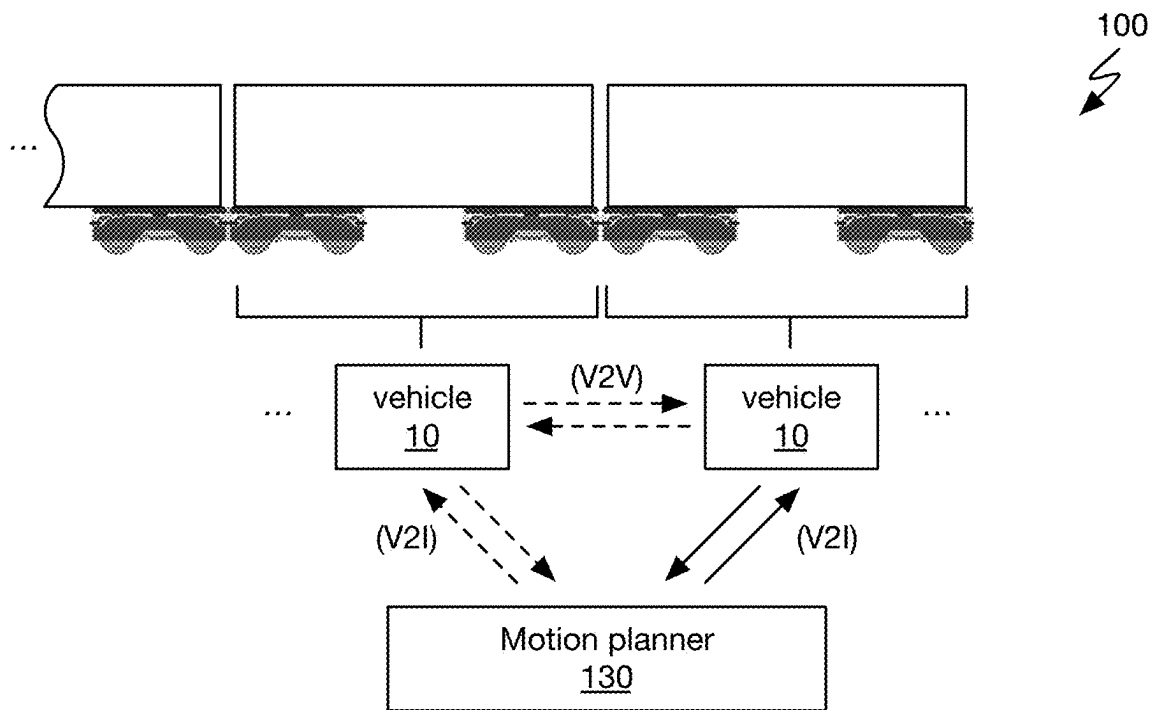 100
...
(V2V)
... vehicle vehicle ...
10 10
(V2I) (V2I)
Motion planner
130